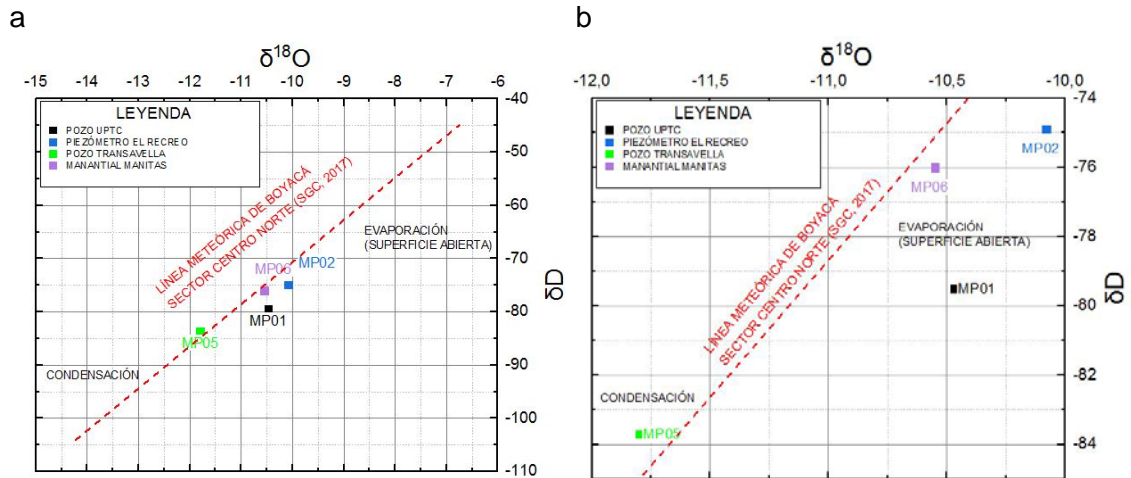 a
δ18O
-15 -14 -13 -12 -11 -10 -9 -8 -7 -6
LEYENDA
POZO UPTC
PIEZÓMETRO EL RECREO
POZO TRANSAVELLA
MANANTIAL MANITAS
LÍNEA METEÓRICA DE BOYACÁ
SECTOR CENTRO NORTE (SGC, 2017)
EVAPORACIÓN
(SUPERFICIE ABIERTA)
MP06
MP02
MP01
MP05
CONDENSACIÓN
-40
-50
-60
-70
-80
-90
-100
-110
δD
b
δ18O
-12,0 -11,5 -11,0 -10,5 -10,0
LEYENDA
POZO UPTC
PIEZÓMETRO EL RECREO
POZO TRANSAVELLA
MANANTIAL MANITAS
MP02
MP06
LÍNEA METEÓRICA DE BOYACÁ
SECTOR CENTRO NORTE (SGC, 2017)
EVAPORACIÓN
(SUPERFICIE ABIERTA)
MP01
CONDENSACIÓN
MP05
-74
-76
-78
-80
-82
-84
δD